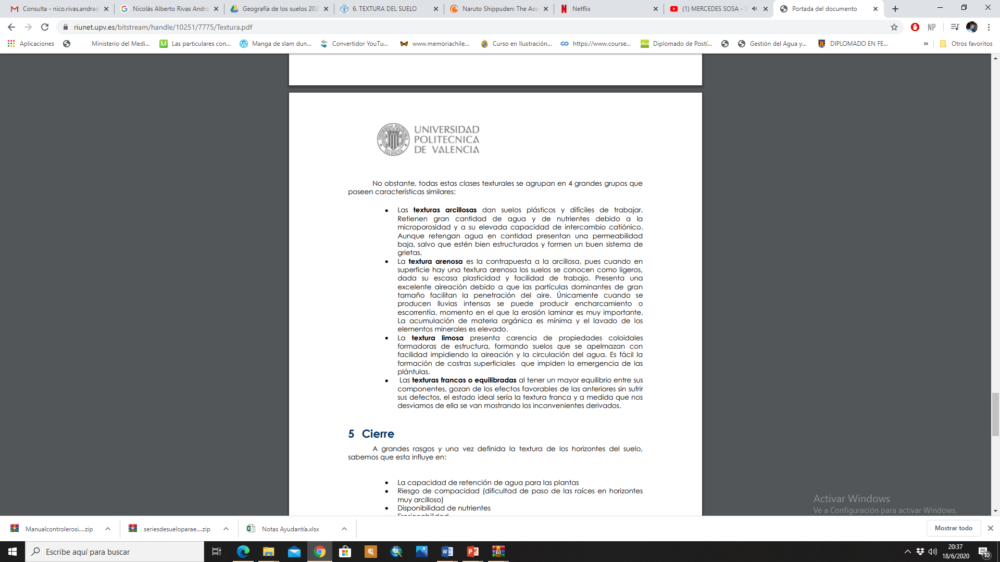 Consulta - nico.rivas.andrad
Nicolás Alberto Rivas Andra
Geografía de los suelos 202
6. TEXTURA DEL SUELO
Naruto Shippuden: The Ass
Netflix
(1) MERCEDES SOSA - S
Portada del documento
riunet.upv.es/bitstream/handle/10251/7775/Textura.pdf
NP
Aplicaciones
Ministerio del Medi...
Las particulares con...
Manga de slam dun...
Convertidor YouTu...
www.memoriachile...
Curso en Ilustración...
https://www.course...
Diplomado de Postí...
Gestión del Agua y...
DIPLOMADO EN FE...
»
Otros favoritos
UNIVERSIDAD
POLITECNICA
DE VALENCIA
No obstante, todas estas clases texturales se agrupan en 4 grandes grupos que
poseen características similares:
• Las texturas arcillosas dan suelos plásticos y difíciles de trabajar.
Retienen gran cantidad de agua y de nutrientes debido a la
microporosidad y a su elevada capacidad de intercambio catiónico.
Aunque retengan agua en cantidad presentan una permeabilidad
baja, salvo que estén bien estructurados y formen un buen sistema de
grietas.
• La textura arenosa es la contrapuesta a la arcillosa, pues cuando en
superficie hay una textura arenosa los suelos se conocen como ligeros,
dada su escasa plasticidad y facilidad de trabajo. Presenta una
excelente aireación debido a que las partículas dominantes de gran
tamaño facilitan la penetración del aire. Únicamente cuando se
producen lluvias intensas se puede producir encharcamiento o
escorrentía, momento en el que la erosión laminar es muy importante.
La acumulación de materia orgánica es mínima y el lavado de los
elementos minerales es elevado.
• La textura limosa presenta carencia de propiedades coloidales
formadoras de estructura, formando suelos que se apelmazan con
facilidad impidiendo la aireación y la circulación del agua. Es fácil la
formación de costras superficiales que impiden la emergencia de las
plántulas.
• Las texturas francas o equilibradas al tener un mayor equilibrio entre sus
componentes, gozan de los efectos favorables de las anteriores sin sufrir
sus defectos, el estado ideal sería la textura franca y a medida que nos
desviamos de ella se van mostrando los inconvenientes derivados.
5 Cierre
A grandes rasgos y una vez definida la textura de los horizontes del suelo,
sabemos que esta influye en:
• La capacidad de retención de agua para las plantas
• Riesgo de compacidad (dificultad de paso de las raíces en horizontes
muy arcilloso)
• Disponibilidad de nutrientes
Erosionabilidad
Activar Windows
Ve a Configuración para activar Windows.
Manualcontrolerosi....zip
seriesdesueloparae....zip
Notas Ayudantía.xlsx
Mostrar todo
Escribe aquí para buscar
20:37
18/6/2020
10